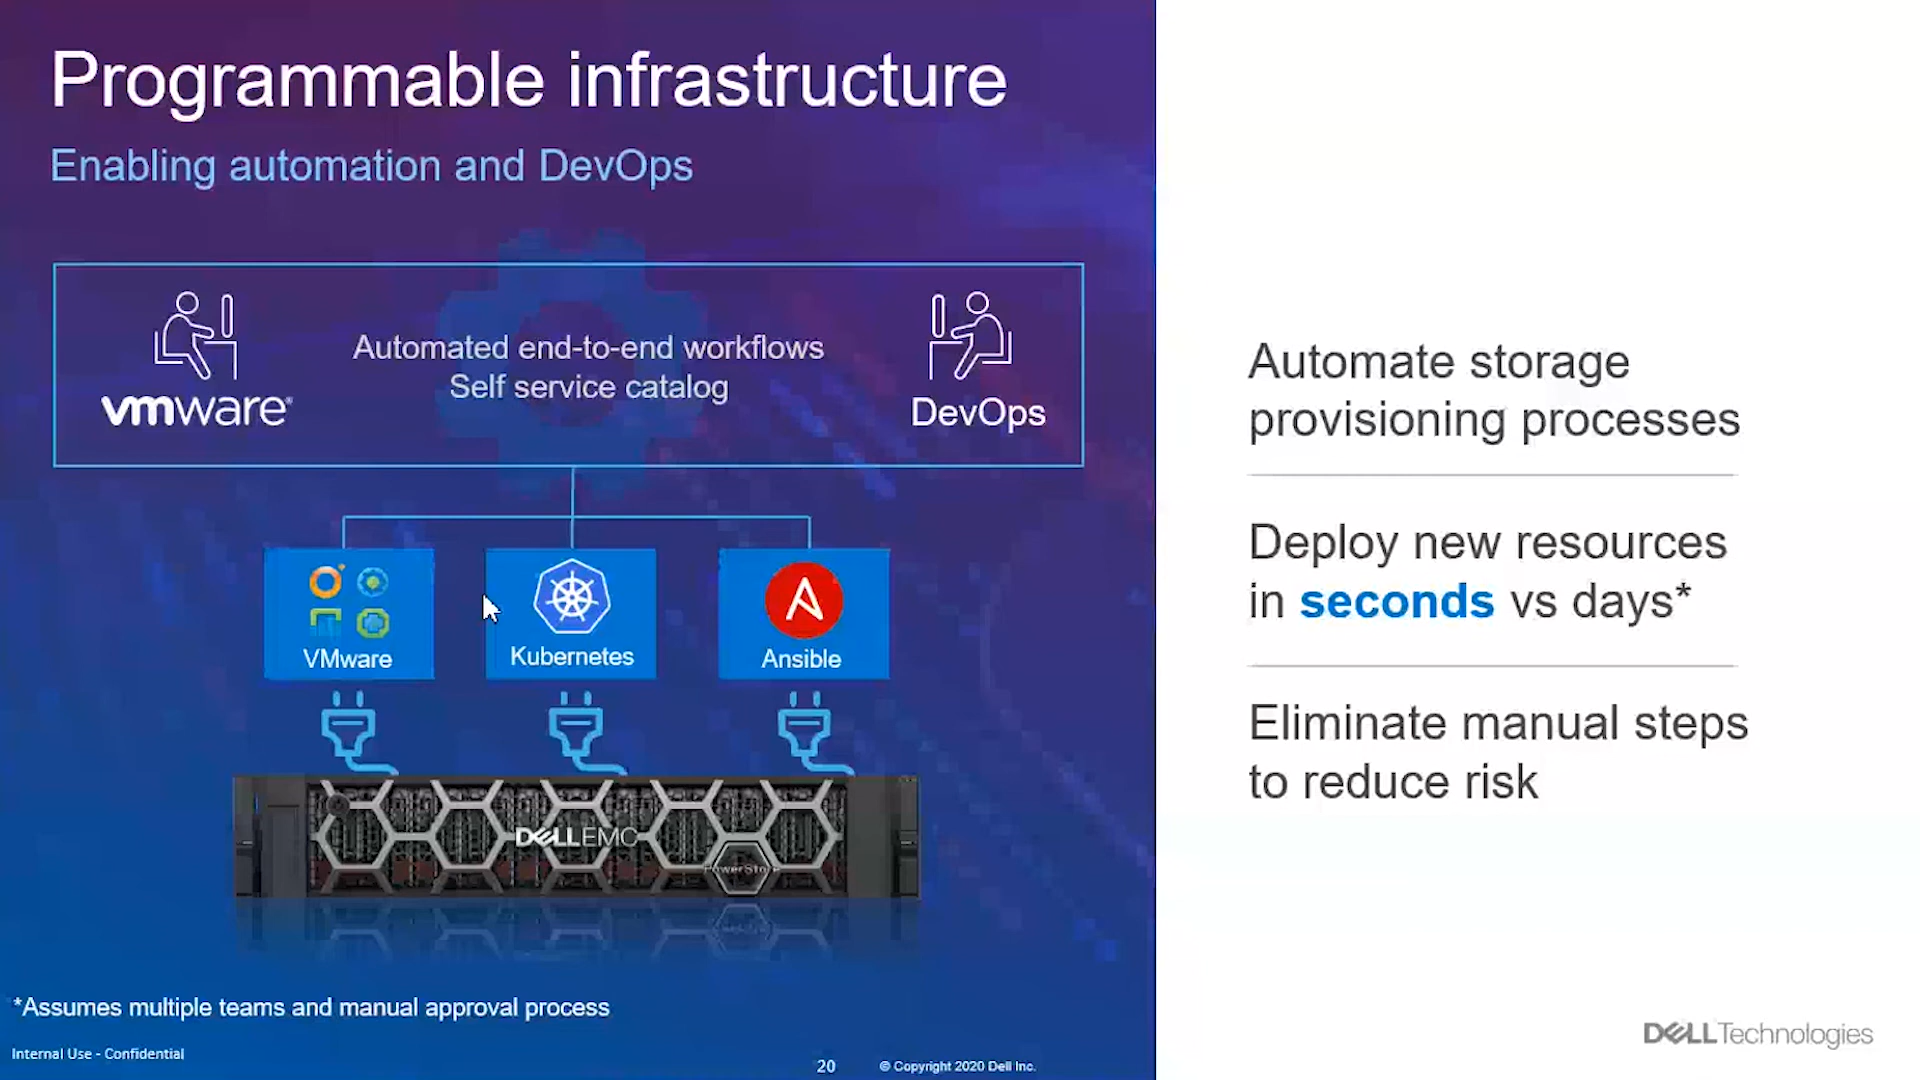 Programmable infrastructure
Enabling automation and DevOps
Automated end-to-end workflows
Self service catalog
vmware®
DevOps
VMware
Kubernetes
Ansible
DELLEMC
PowerStore
*Assumes multiple teams and manual approval process
Internal Use - Confidential
20
© Copyright 2020 Dell Inc.
Automate storage
provisioning processes
Deploy new resources
in seconds vs days*
Eliminate manual steps
to reduce risk
DELLTechnologies